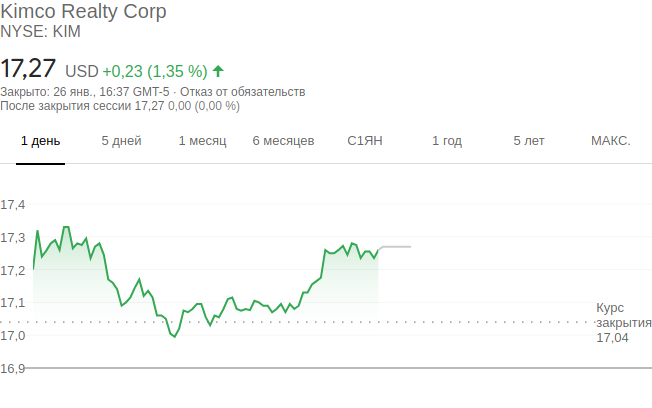 Kimco Realty Corp
NYSE: KIM
17,27 USD +0,23 (1,35 %)
Закрыто: 26 янв., 16:37 GMT-5 · Отказ от обязательств
После закрытия сессии 17,27 0,00 (0,00 %)
1 день 5 дней 1 месяц 6 месяцев С1ЯН 1 год 5 лет МАКС.
17,4
17,3
17,2
17,1
17,0
16,9
Курс
закрытия
17,04